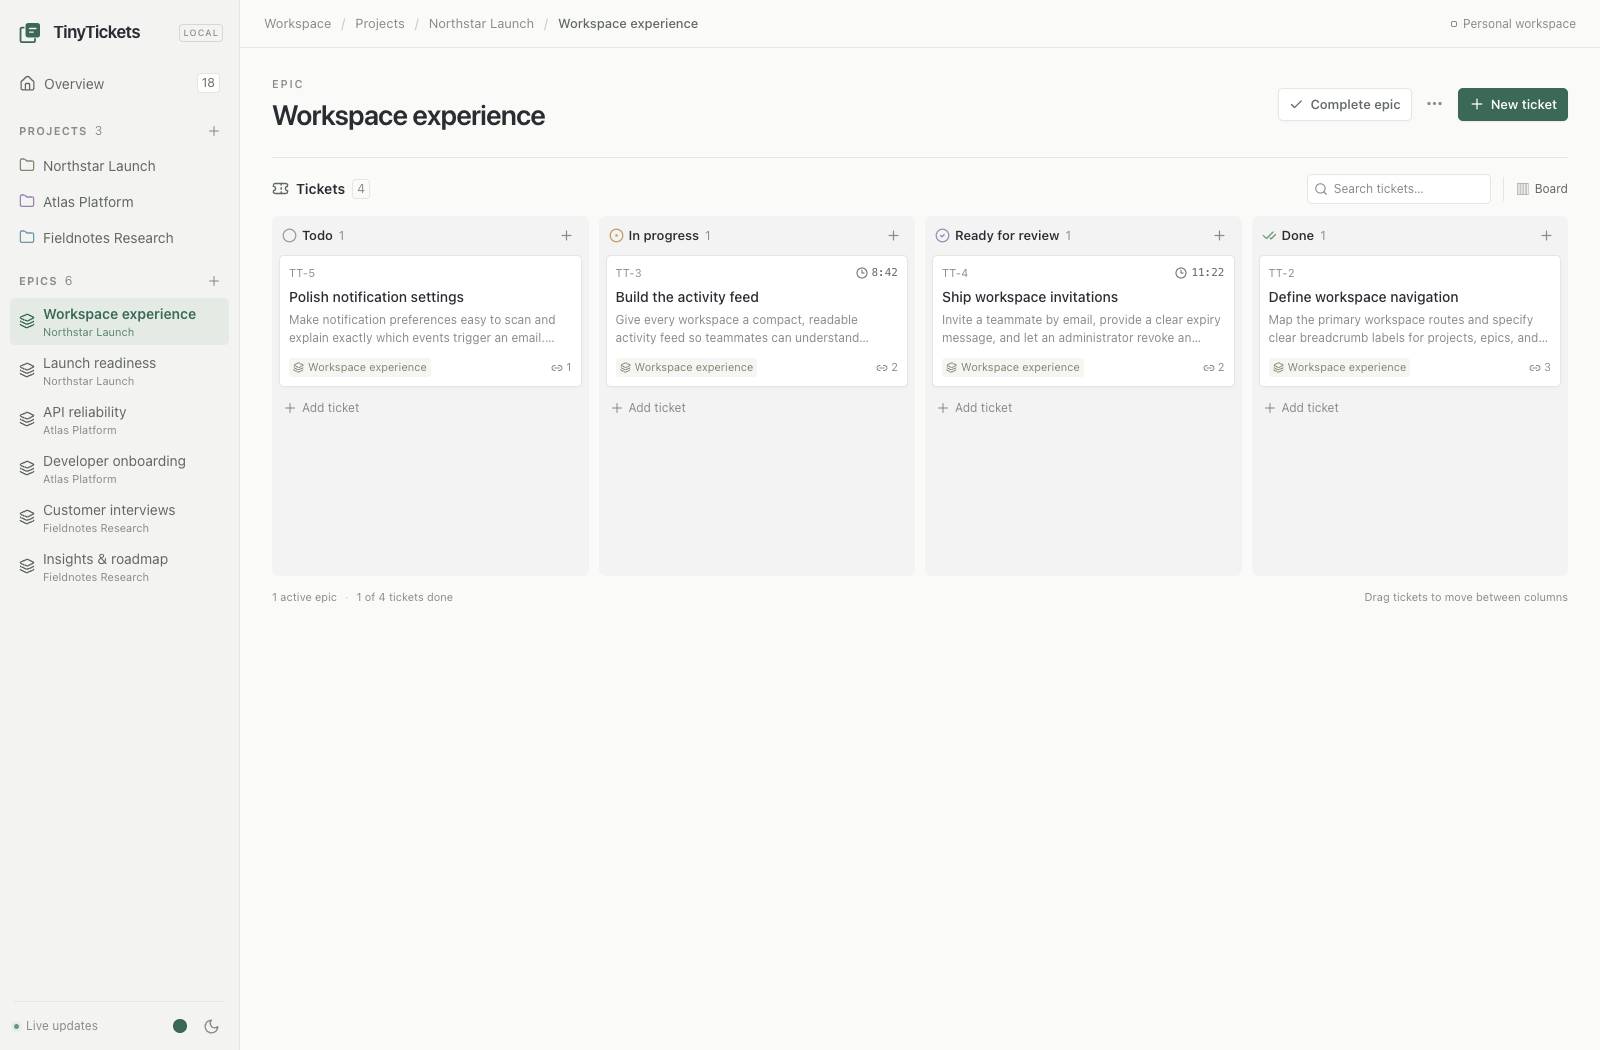 TinyTickets
LOCAL
Overview
18
PROJECTS 3
Northstar Launch
Atlas Platform
Fieldnotes Research
EPICS 6
Workspace experience
Northstar Launch
Launch readiness
Northstar Launch
API reliability
Atlas Platform
Developer onboarding
Atlas Platform
Customer interviews
Fieldnotes Research
Insights & roadmap
Fieldnotes Research
Live updates
Workspace / Projects / Northstar Launch / Workspace experience
Personal workspace
EPIC
Workspace experience
Complete epic
New ticket
Tickets 4
Search tickets...
Board
Todo 1
TT-5
Polish notification settings
Make notification preferences easy to scan and
explain exactly which events trigger an email....
Workspace experience
1
Add ticket
In progress 1
TT-3
8:42
Build the activity feed
Give every workspace a compact, readable
activity feed so teammates can understand...
Workspace experience
2
Add ticket
Ready for review 1
TT-4
11:22
Ship workspace invitations
Invite a teammate by email, provide a clear expiry
message, and let an administrator revoke an...
Workspace experience
2
Add ticket
Done 1
TT-2
Define workspace navigation
Map the primary workspace routes and specify
clear breadcrumb labels for projects, epics, and...
Workspace experience
3
Add ticket
1 active epic · 1 of 4 tickets done
Drag tickets to move between columns